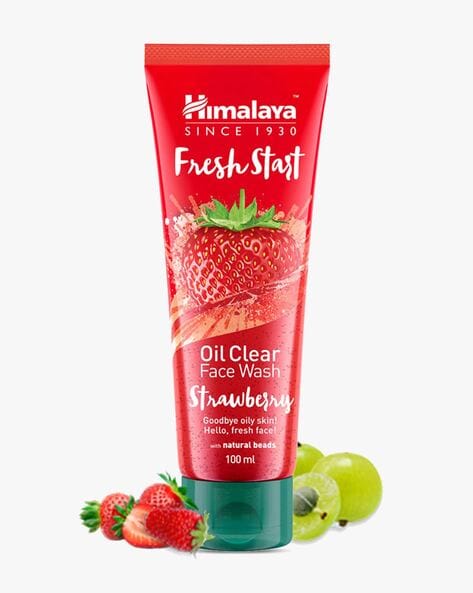 Himalaya™
SINCE 1930
Fresh Start
Oil Clear
Face Wash
Strawberry
Goodbye oily skin!
Hello, fresh face!
with natural beads
100 ml